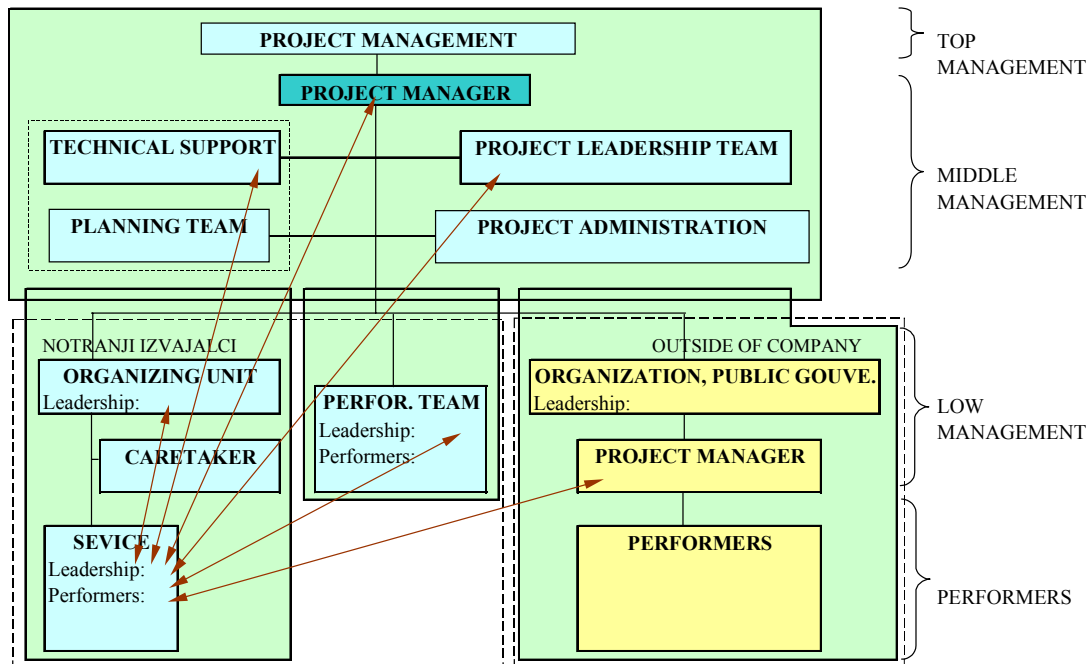 PROJECT MANAGEMENT
TOP
MANAGEMENT
PROJECT MANAGER
TECHNICAL SUPPORT
PROJECT LEADERSHIP TEAM
MIDDLE
MANAGEMENT
PLANNING TEAM
PROJECT ADMINISTRATION
NOTRANJI IZVAJALCI
OUTSIDE OF COMPANY
ORGANIZING UNIT
Leadership:
PERFOR. TEAM
Leadership:
Performers:
ORGANIZATION, PUBLIC GOUVE.
Leadership:
LOW
MANAGEMENT
CARETAKER
PROJECT MANAGER
SEVICE
Leadership:
Performers:
PERFORMERS
PERFORMERS